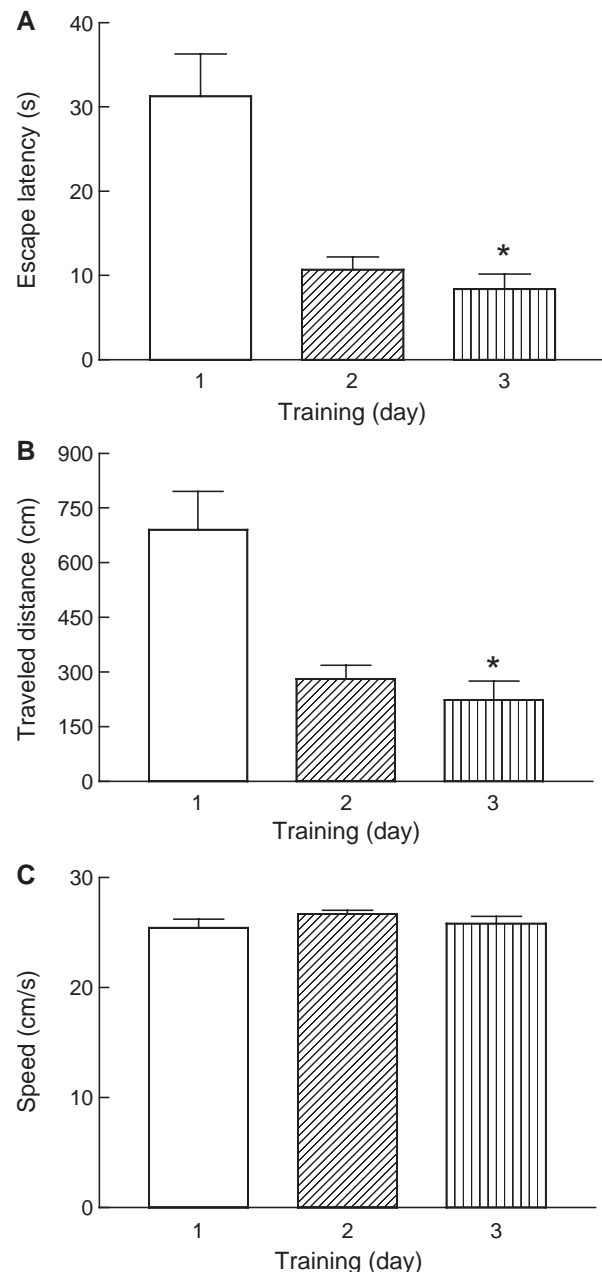 A
Escape latency (s)
40
30
20
10
0
*
1 2 3
Training (day)
B
Traveled distance (cm)
900
750
600
450
300
150
0
*
1 2 3
Training (day)
C
Speed (cm/s)
30
20
10
0
1 2 3
Training (day)